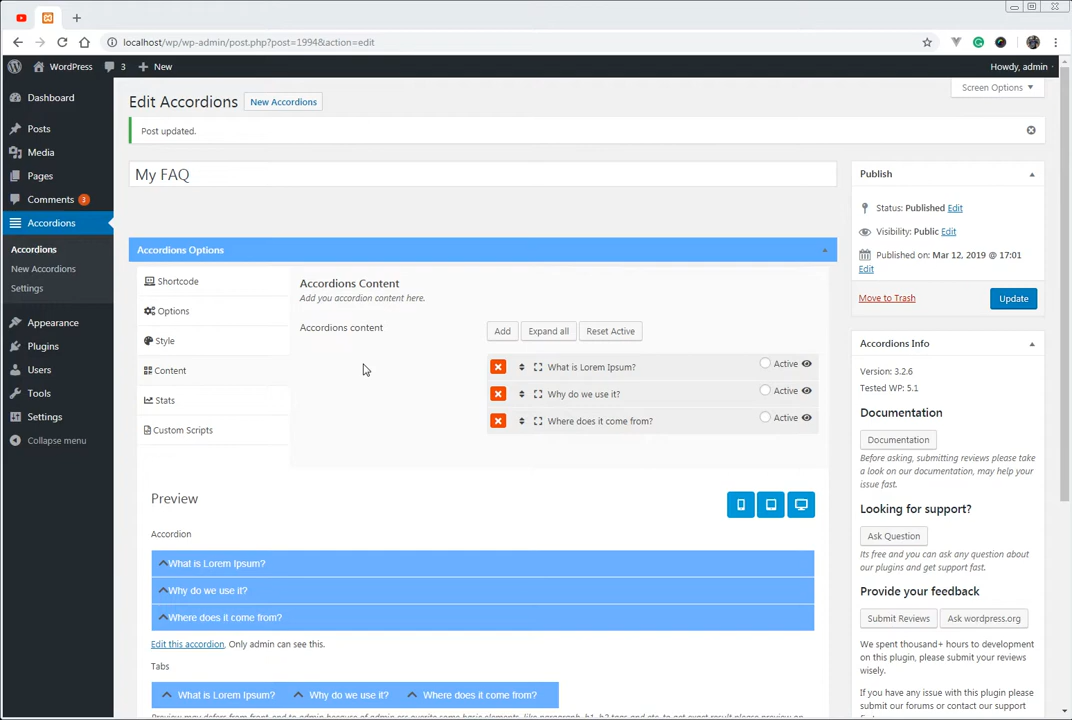 localhost/wp/wp-admin/post.php?post=1994&action=edit
WordPress 3 New Howdy, admin
Screen Options
Dashboard
Posts
Media
Pages
Comments 3
Accordions
Accordions
New Accordions
Settings
Appearance
Plugins
Users
Tools
Settings
Collapse menu
Edit Accordions New Accordions
Post updated.
My FAQ
Accordions Options
Shortcode
Options
Style
Content
Stats
Custom Scripts
Accordions Content
Add you accordion content here.
Accordions content
Add Expand all Reset Active
What is Lorem Ipsum? Active
Why do we use it? Active
Where does it come from? Active
Preview
Accordion
What is Lorem Ipsum?
Why do we use it?
Where does it come from?
Edit this accordion, Only admin can see this.
Tabs
What is Lorem Ipsum? Why do we use it? Where does it come from?
Publish
Status: Published Edit
Visibility: Public Edit
Published on: Mar 12, 2019 @ 17:01
Edit
Move to Trash Update
Accordions Info
Version: 3.2.6
Tested WP: 5.1
Documentation
Documentation
Before asking, submitting reviews please take
a look on our documentation, may help your
issue fast.
Looking for support?
Ask Question
Its free and you can ask any question about
our plugins and get support fast.
Provide your feedback
Submit Reviews Ask wordpress.org
We spent thousand+ hours to development
on this plugin, please submit your reviews
wisely.
If you have any issue with this plugin please
submit our forums or contact our support